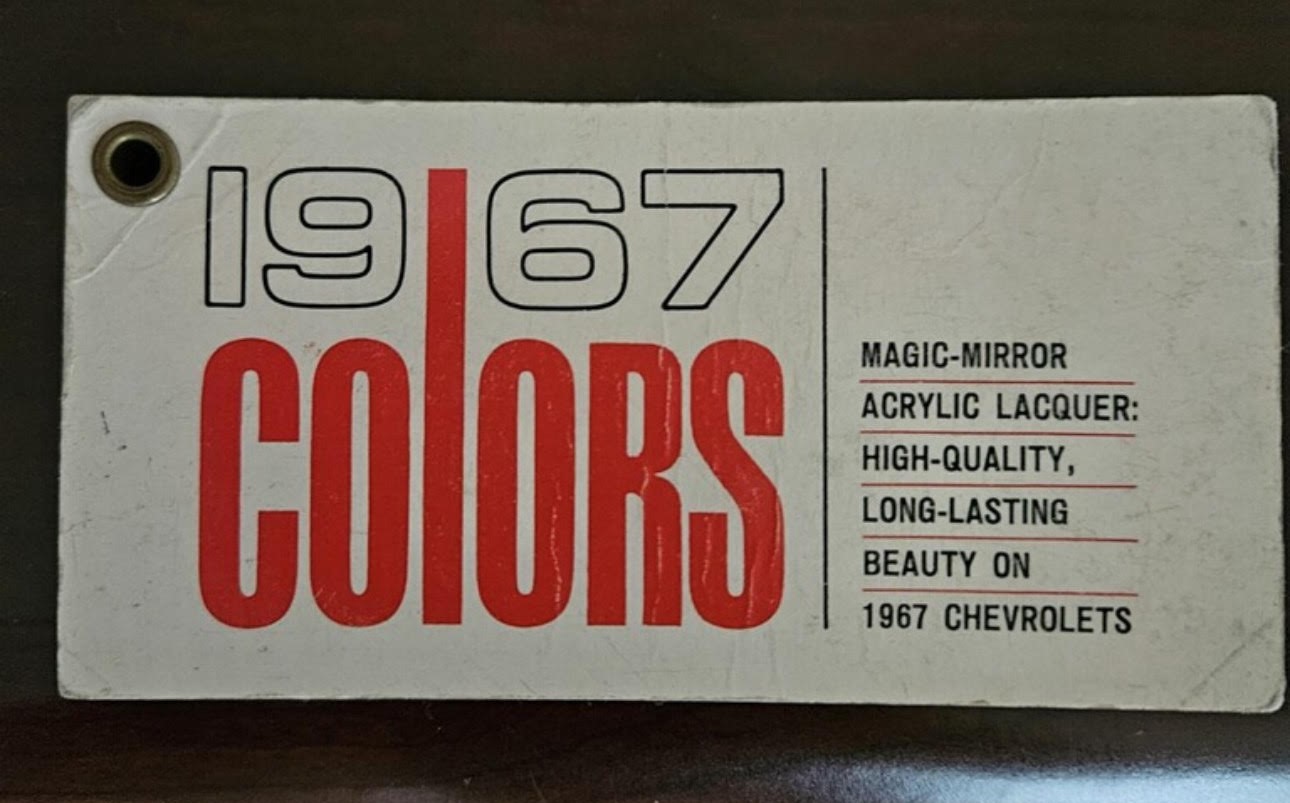 1967
COlORS
MAGIC-MIRROR
ACRYLIC LACQUER:
HIGH-QUALITY,
LONG-LASTING
BEAUTY ON
1967 CHEVROLETS